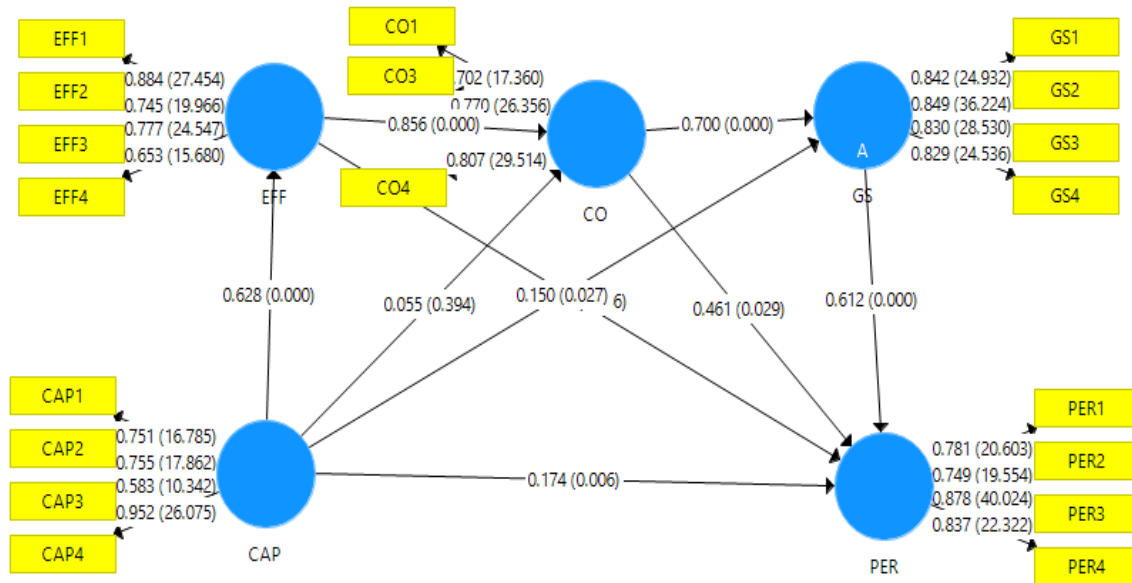 EFF1
EFF2
EFF3
EFF4
0.884 (27.454)
0.745 (19.966)
0.777 (24.547)
0.653 (15.680)
EFF
CO1
CO3
CO4
.702 (17.360)
0.770 (26.356)
0.807 (29.514)
0.856 (0.000)
CO
0.700 (0.000)
GS1
GS2
GS3
GS4
0.842 (24.932)
0.849 (36.224)
0.830 (28.530)
0.829 (24.536)
A
GS
0.628 (0.000)
0.055 (0.394)
0.150 (0.027)
6)
0.461 (0.029)
0.612 (0.000)
CAP1
CAP2
CAP3
CAP4
0.751 (16.785)
0.755 (17.862)
0.583 (10.342)
0.952 (26.075)
CAP
0.174 (0.006)
PER1
PER2
PER3
PER4
0.781 (20.603)
0.749 (19.554)
0.878 (40.024)
0.837 (22.322)
PER